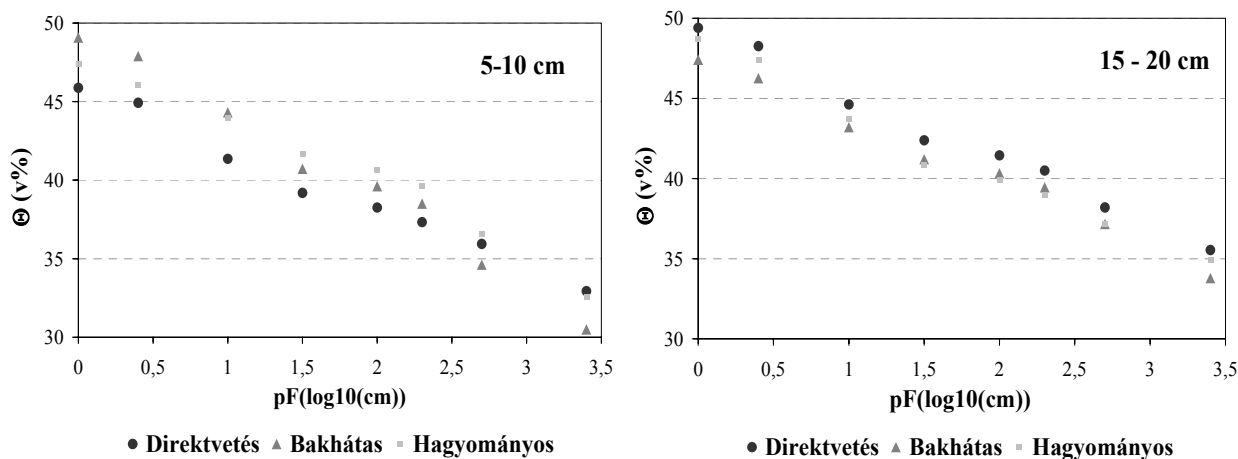 5-10 cm
50
45
40
35
30
Θ (v%)
0 0,5 1 1,5 2 2,5 3 3,5
pF(log10(cm))
Direktvetés Bakhátas Hagyományos
15 - 20 cm
50
45
40
35
30
Θ (v%)
0 0,5 1 1,5 2 2,5 3 3,5
pF(log10(cm))
Direktvetés Bakhátas Hagyományos